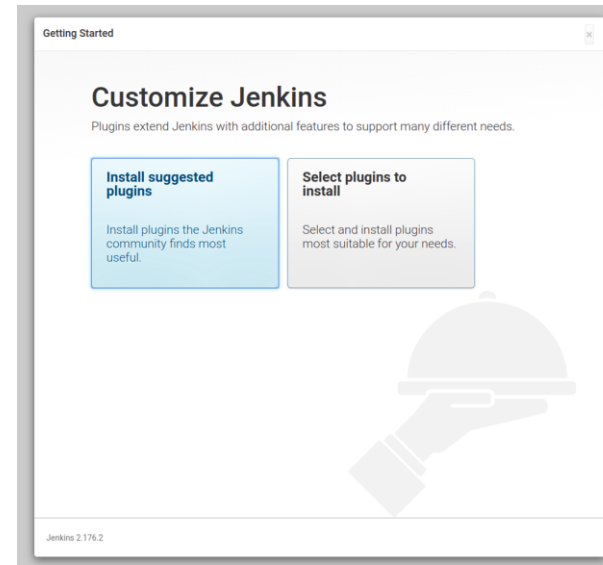 Getting Started
×
Customize Jenkins
Plugins extend Jenkins with additional features to support many different needs.
Install suggested
plugins
Install plugins the Jenkins
community finds most
useful.
Select plugins to
install
Select and install plugins
most suitable for your needs.
Jenkins 2.176.2